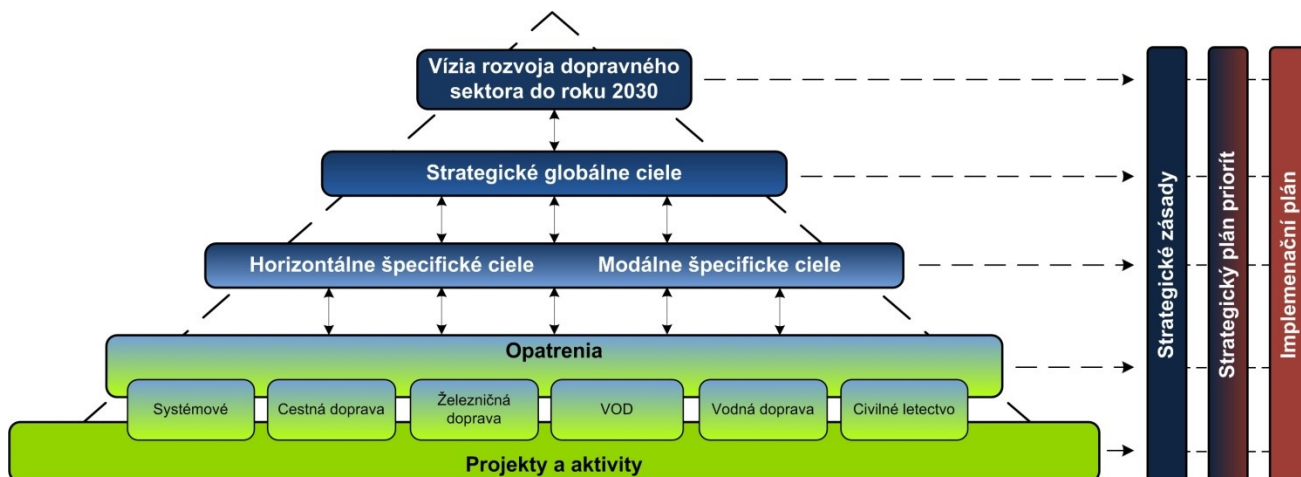 Vízia rozvoja dopravného
sektora do roku 2030
Strategické globálne ciele
Horizontálne špecifické ciele Modálne špecificke ciele
Opatrenia
Systémové
Cestná doprava
Železničná
doprava
VOD
Vodná doprava
Civilné letectvo
Projekty a aktivity
Strategické zásady
Strategický plán priorít
Implemenační plán